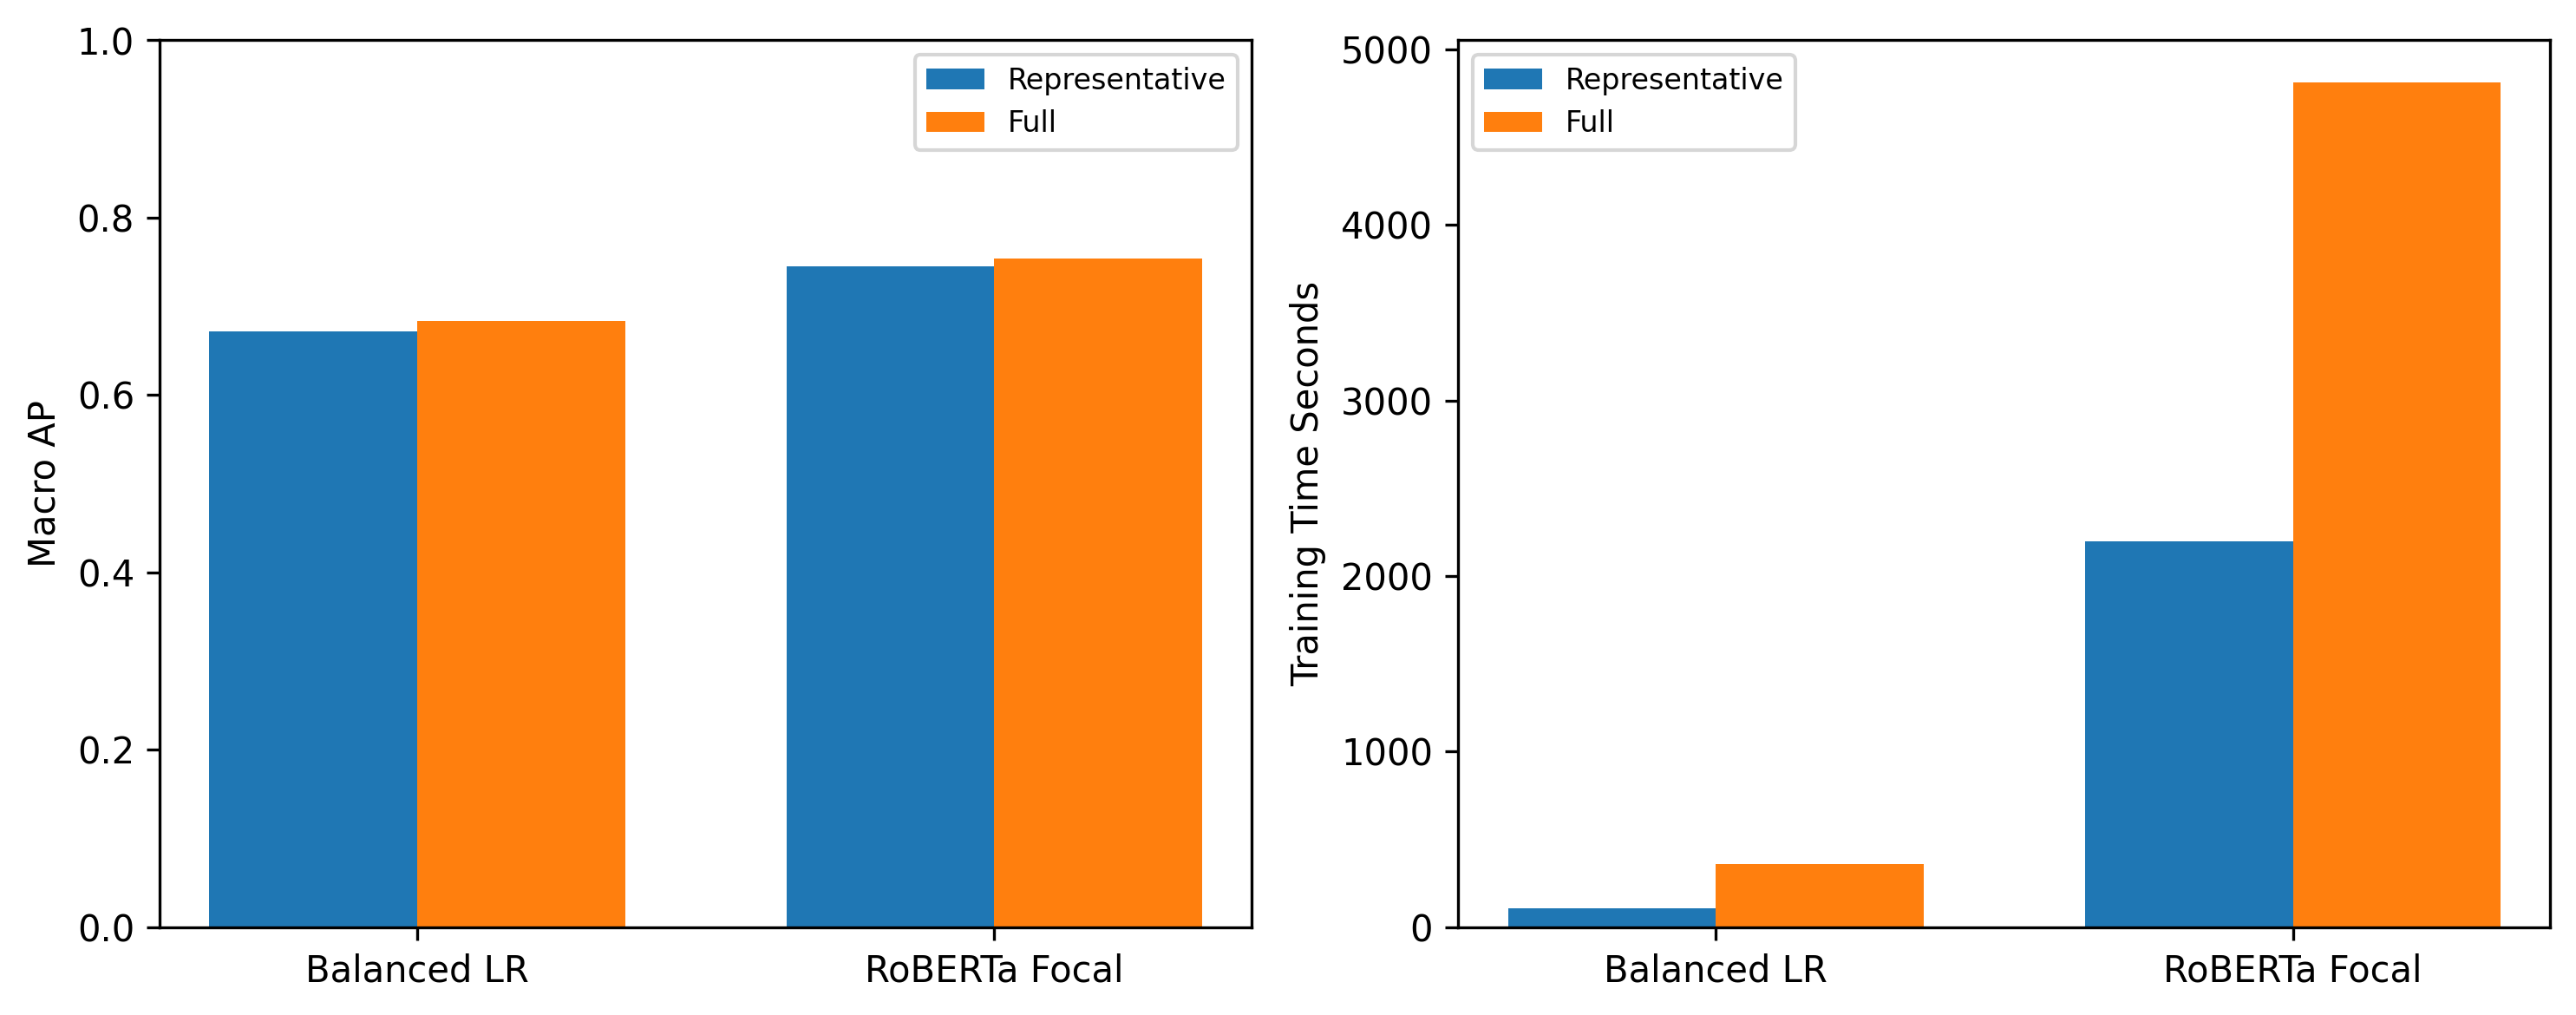 Macro AP
1.0
0.8
0.6
0.4
0.2
0.0
Representative
Full
Balanced LR
RoBERTa Focal
Training Time Seconds
5000
4000
3000
2000
1000
0
Representative
Full
Balanced LR
RoBERTa Focal